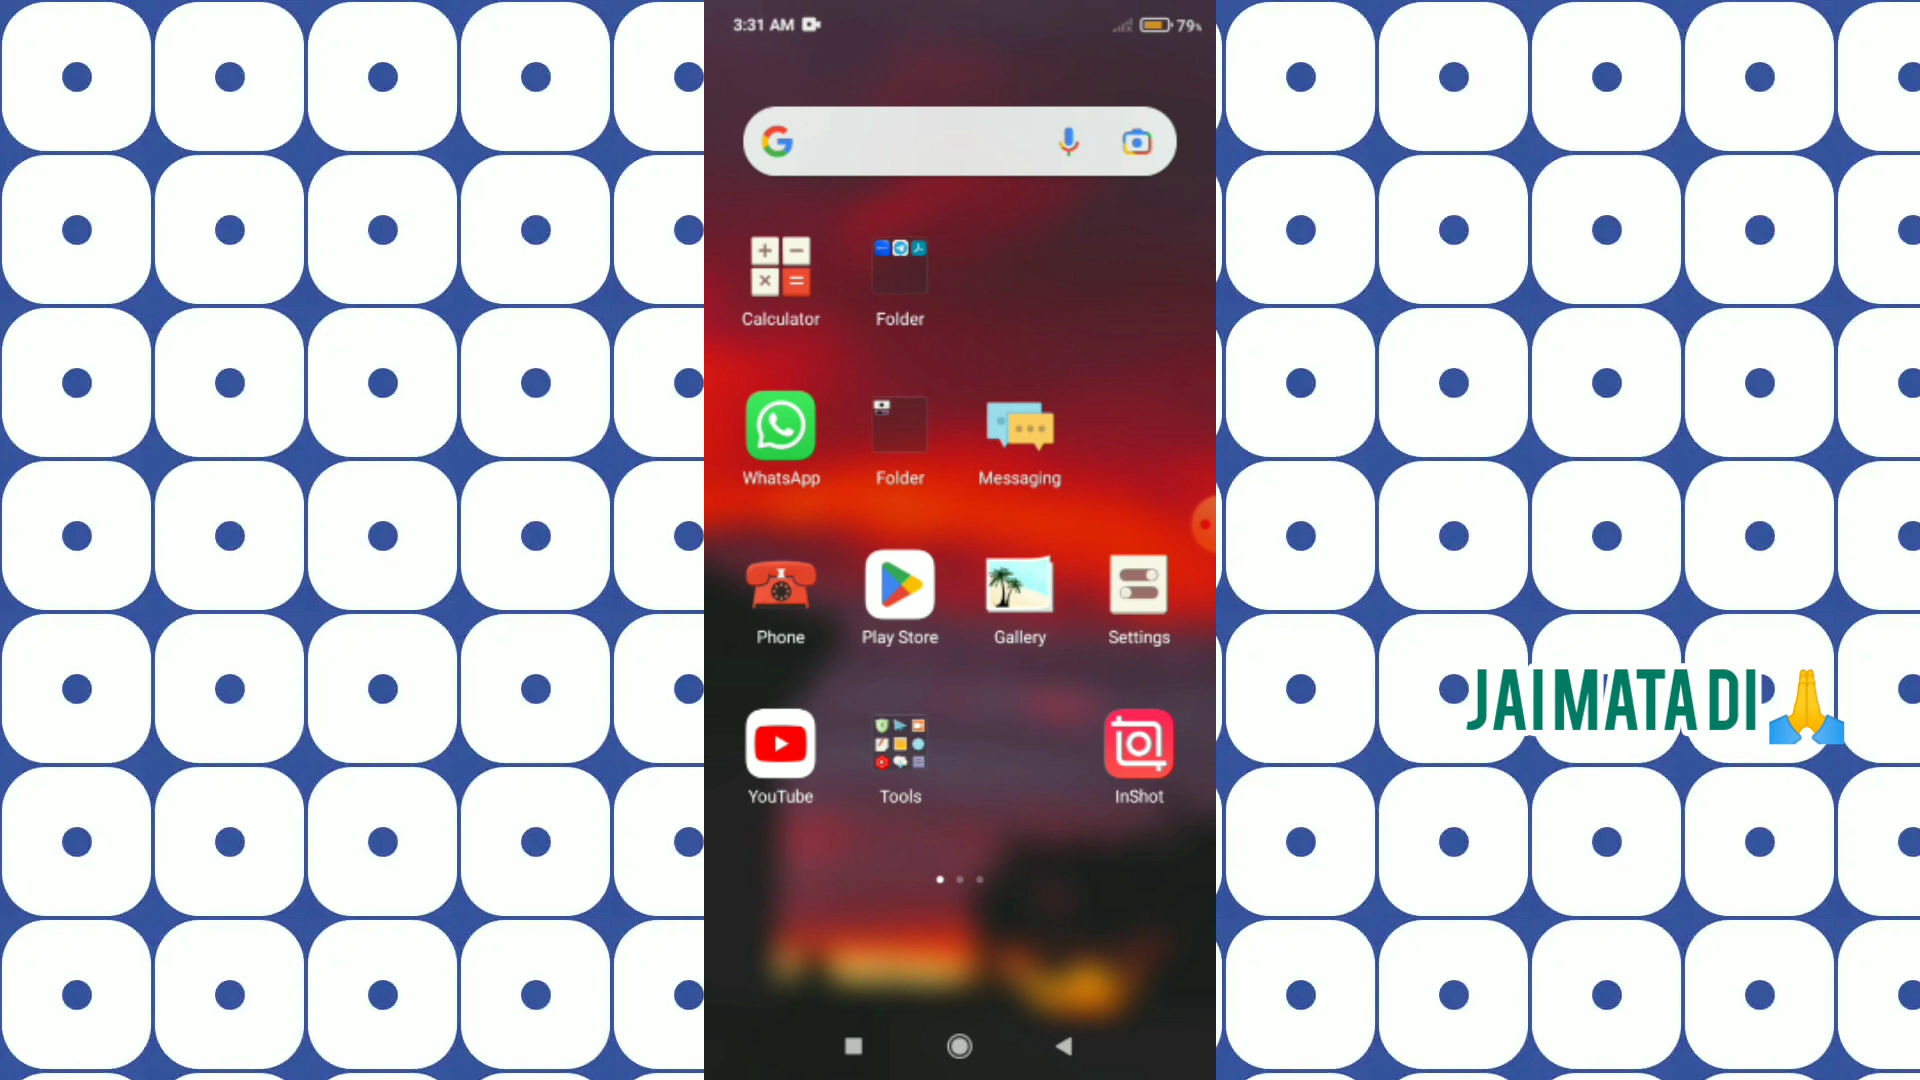 3:31 AM
79%
Calculator
Folder
WhatsApp
Folder
Messaging
Phone
Play Store
Gallery
Settings
YouTube
Tools
InShot
JAI MATA DI🙏